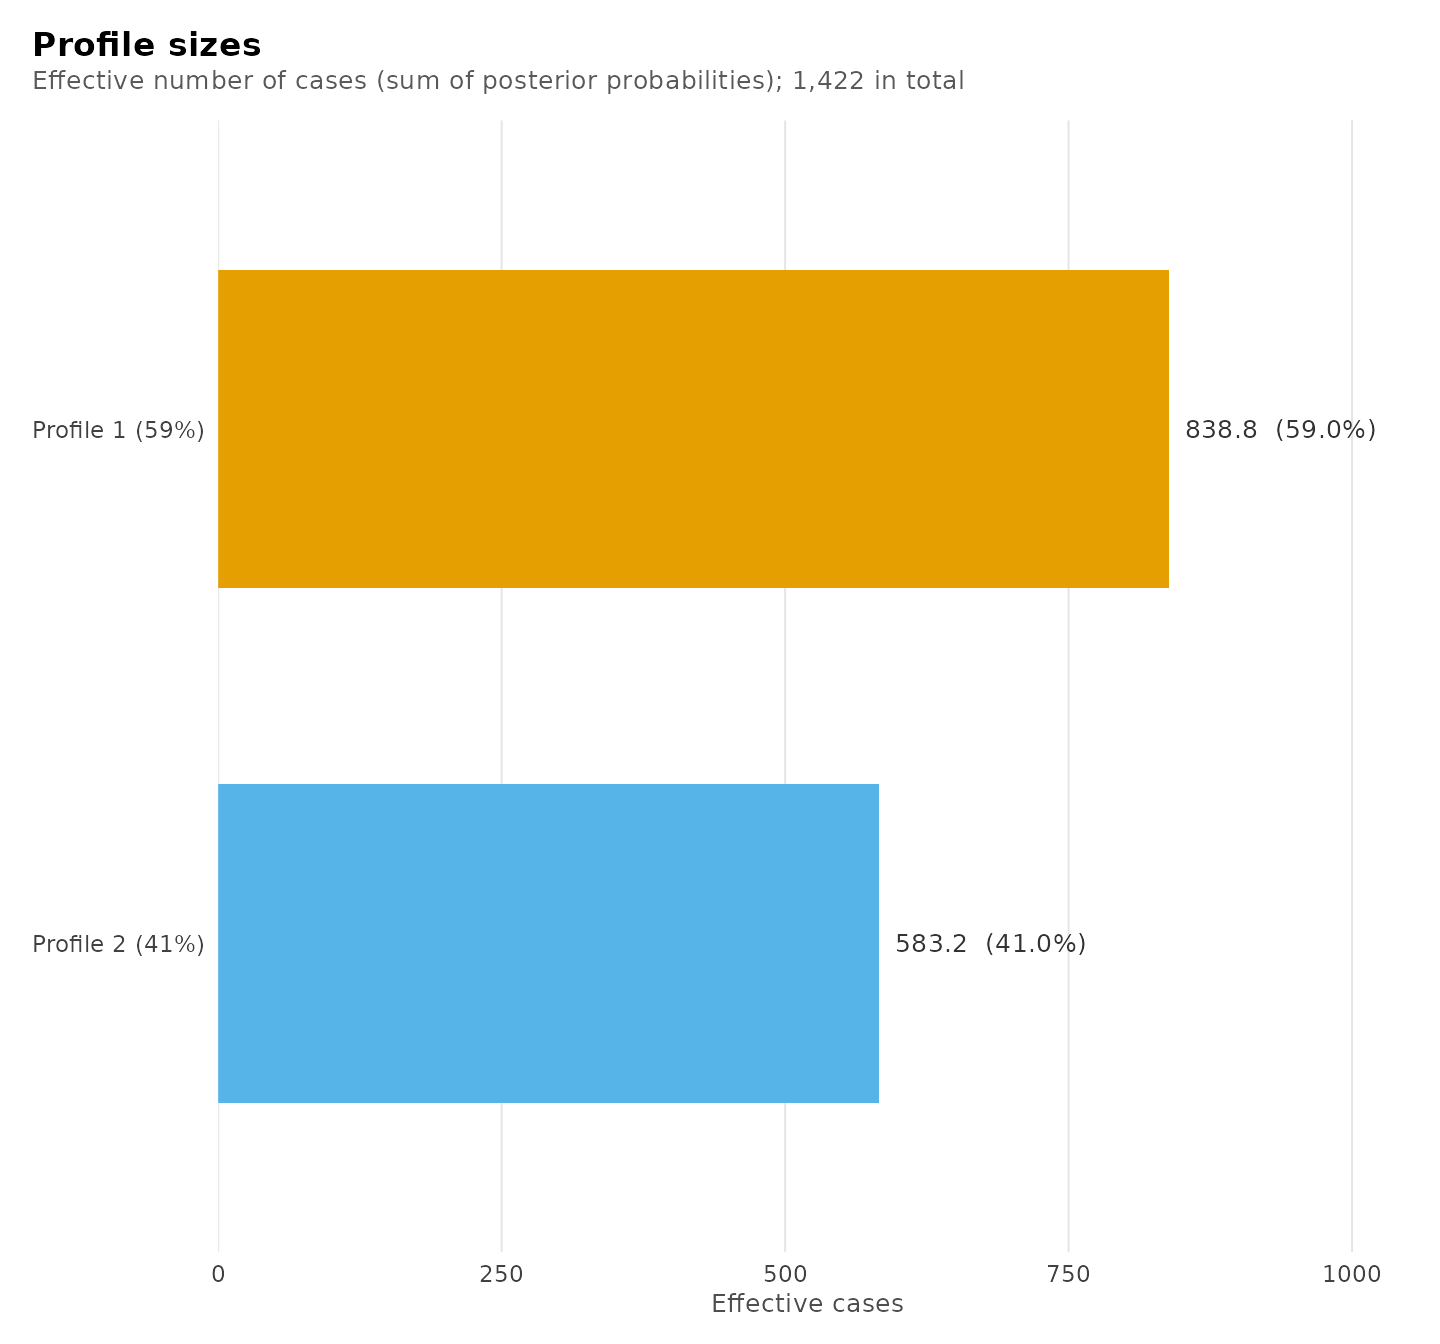 Profile sizes
Effective number of cases (sum of posterior probabilities); 1,422 in total
Profile 1 (59%)
838.8  (59.0%)
Profile 2 (41%)
583.2  (41.0%)
0
250
500
750
1000
Effective cases